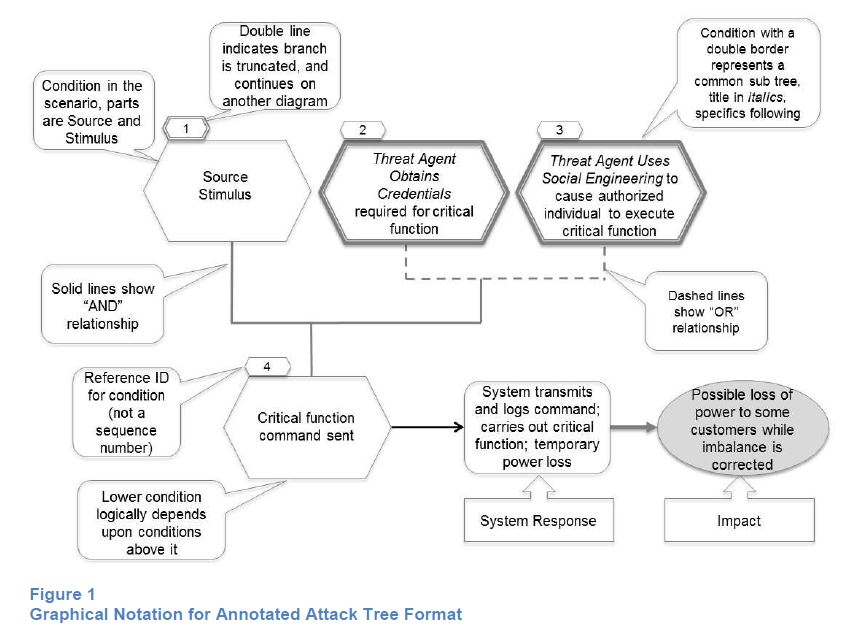 Double line
indicates branch
is truncated, and
continues on
another diagram
Condition with a
double border
represents a
common sub tree,
title in italics,
specifics following
Condition in the
scenario, parts
are Source and
Stimulus
1
Source
Stimulus
2
Threat Agent
Obtains
Credentials
required for critical
function
3
Threat Agent Uses
Social Engineering to
cause authorized
individual to execute
critical function
Solid lines show
“AND”
relationship
Dashed lines
show “OR”
relationship
Reference ID
for condition
(not a
sequence
number)
4
Critical function
command sent
System transmits
and logs command;
carries out critical
function; temporary
power loss
Possible loss of
power to some
customers while
imbalance is
corrected
Lower condition
logically depends
upon conditions
above it
System Response
Impact
Figure 1
Graphical Notation for Annotated Attack Tree Format